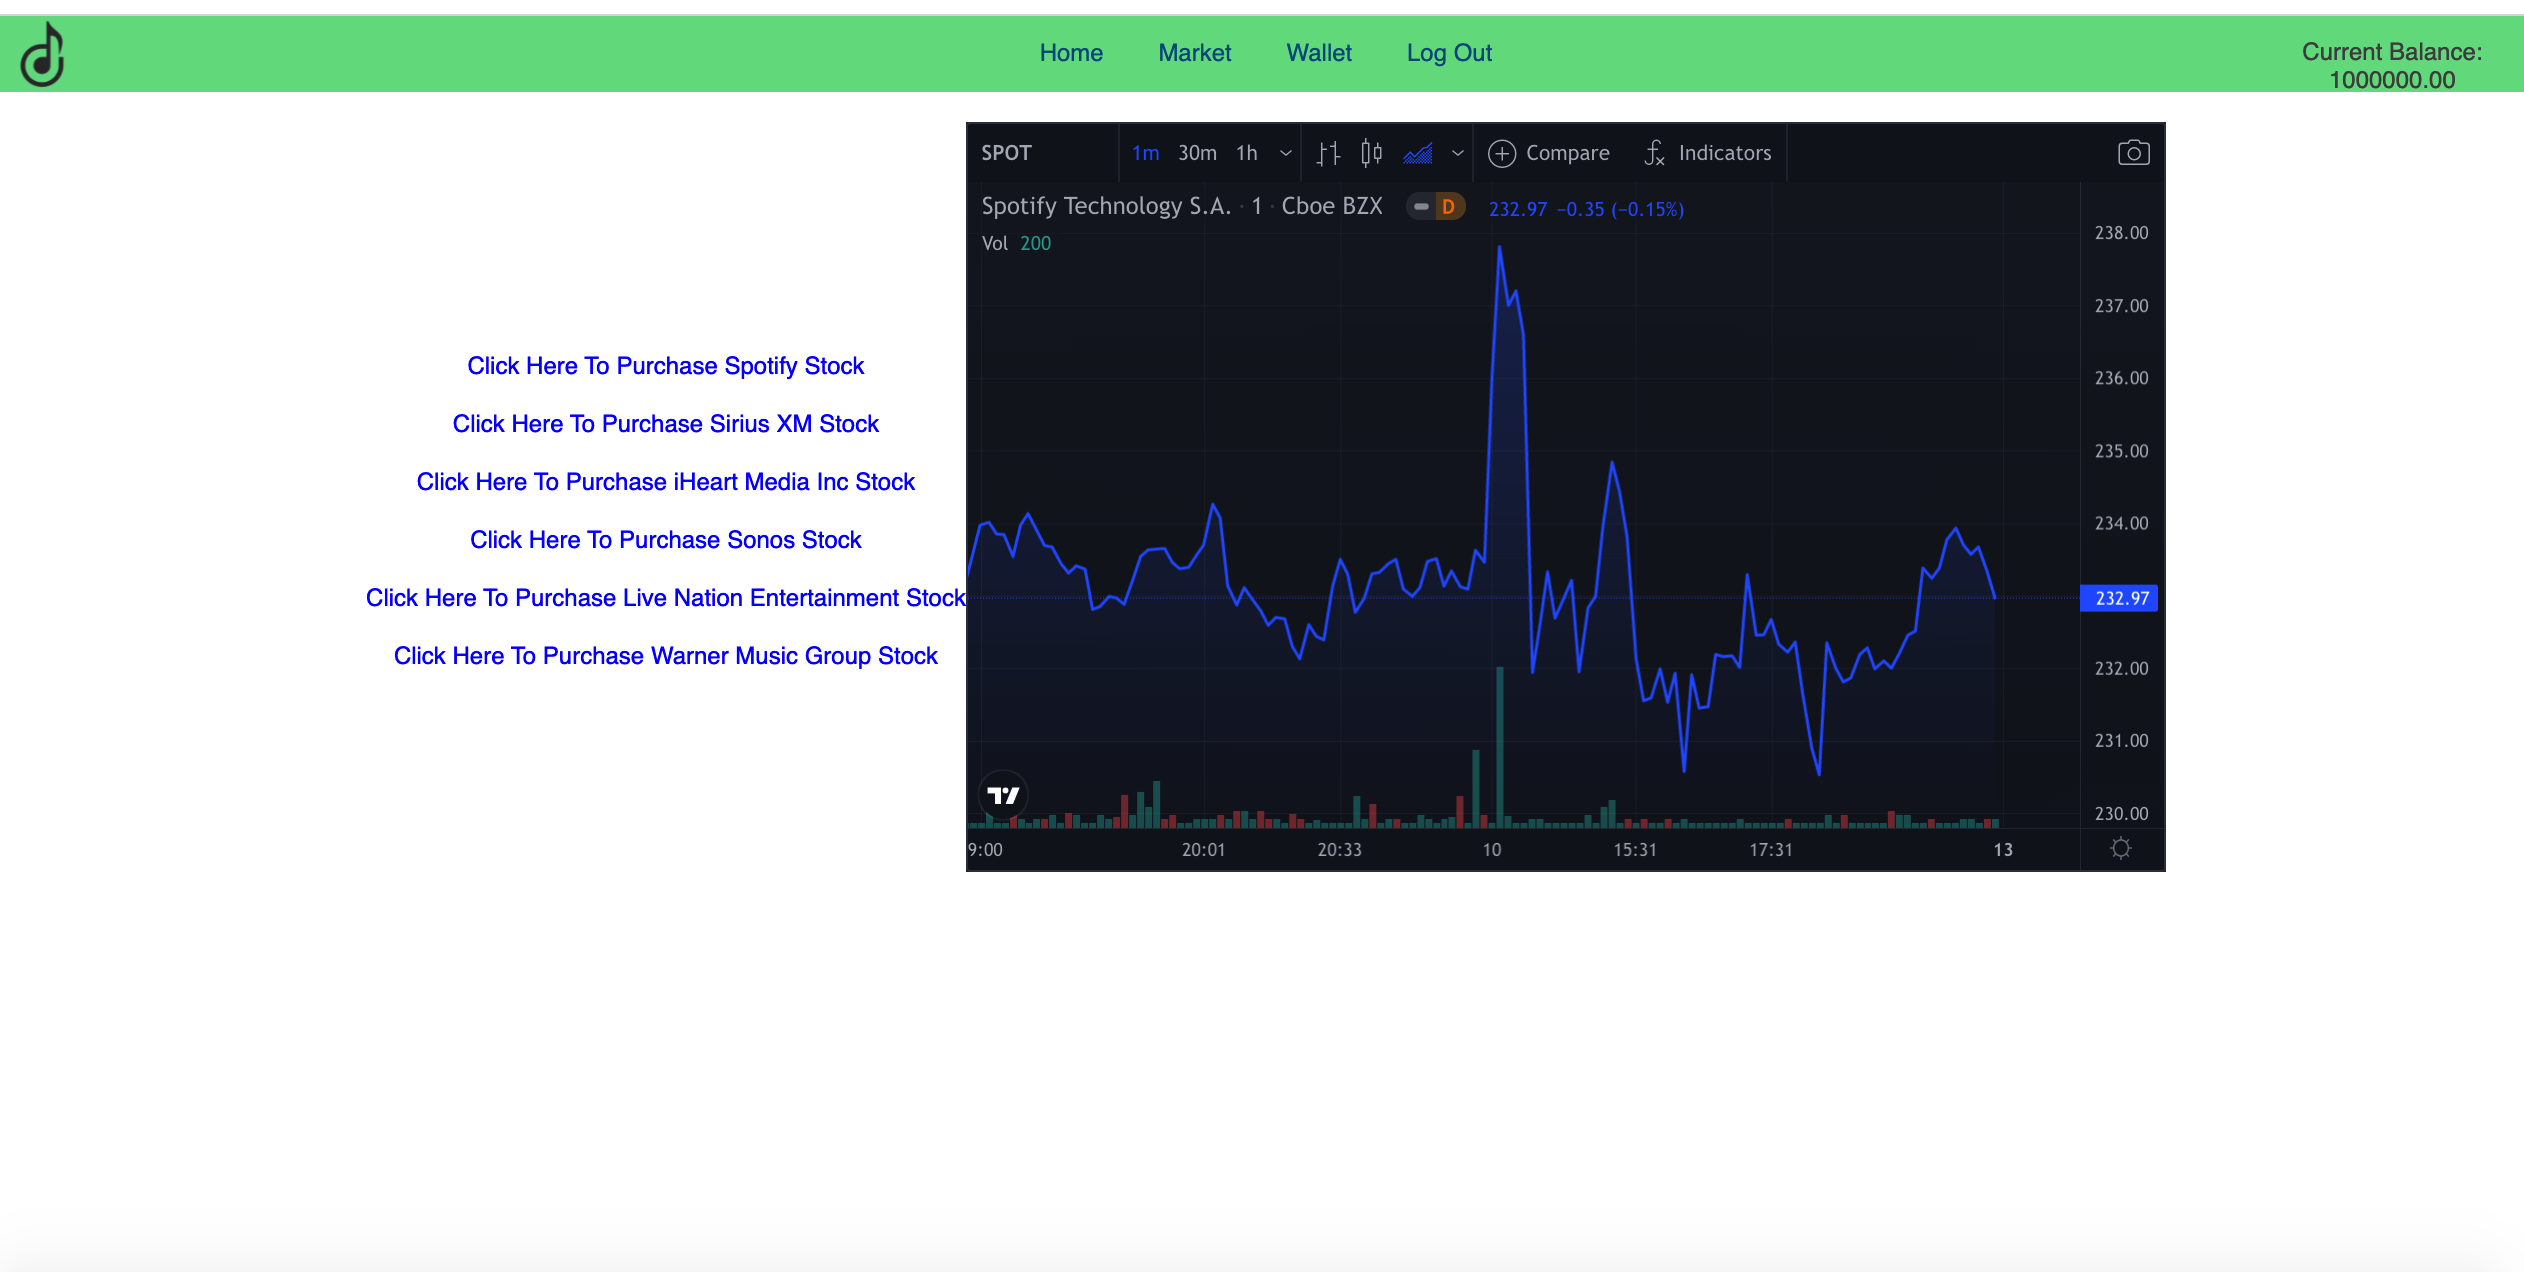 Home Market Wallet Log Out
Current Balance:
1000000.00
Click Here To Purchase Spotify Stock
Click Here To Purchase Sirius XM Stock
Click Here To Purchase iHeart Media Inc Stock
Click Here To Purchase Sonos Stock
Click Here To Purchase Live Nation Entertainment Stock
Click Here To Purchase Warner Music Group Stock
SPOT 1m 30m 1h Compare Indicators
Spotify Technology S.A. · 1 · Cboe BZX D 232.97 −0.35 (−0.15%)
Vol 200
238.00
237.00
236.00
235.00
234.00
232.97
232.00
231.00
230.00
9:00 20:01 20:33 10 15:31 17:31 13